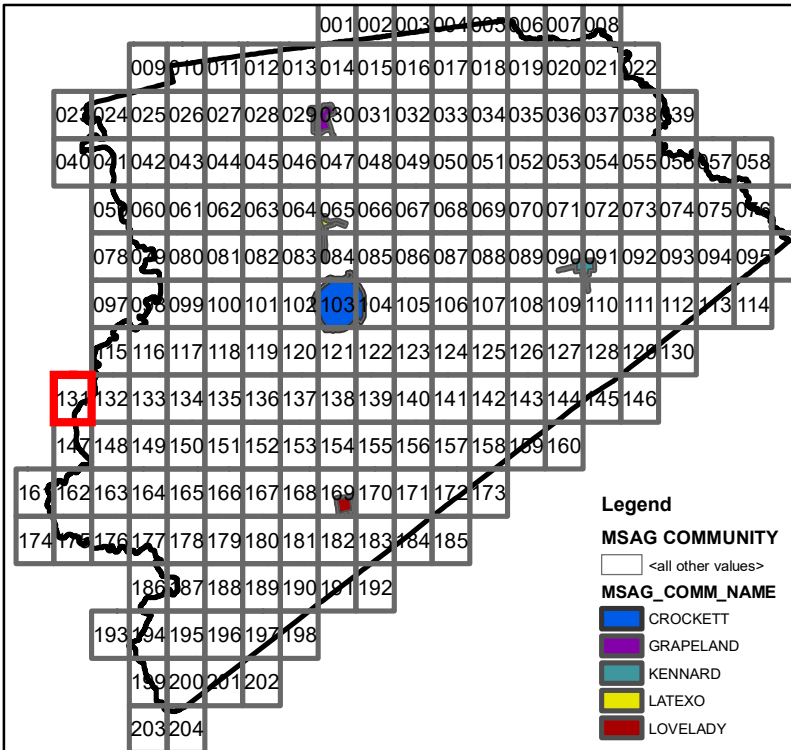 001 002 003 004 005 006 007 008
009 010 011 012 013 014 015 016 017 018 019 020 021 022
023 024 025 026 027 028 029 030 031 032 033 034 035 036 037 038 039
040 041 042 043 044 045 046 047 048 049 050 051 052 053 054 055 056 057 058
059 060 061 062 063 064 065 066 067 068 069 070 071 072 073 074 075 076
078 079 080 081 082 083 084 085 086 087 088 089 090 091 092 093 094 095
097 098 099 100 101 102 103 104 105 106 107 108 109 110 111 112 113 114
115 116 117 118 119 120 121 122 123 124 125 126 127 128 129 130
131 132 133 134 135 136 137 138 139 140 141 142 143 144 145 146
147 148 149 150 151 152 153 154 155 156 157 158 159 160
161 162 163 164 165 166 167 168 169 170 171 172 173
174 175 176 177 178 179 180 181 182 183 184 185
186 187 188 189 190 191 192
193 194 195 196 197 198
199 200 201 202
203 204
Legend
MSAG COMMUNITY
<all other values>
MSAG_COMM_NAME
CROCKETT
GRAPELAND
KENNARD
LATEXO
LOVELADY